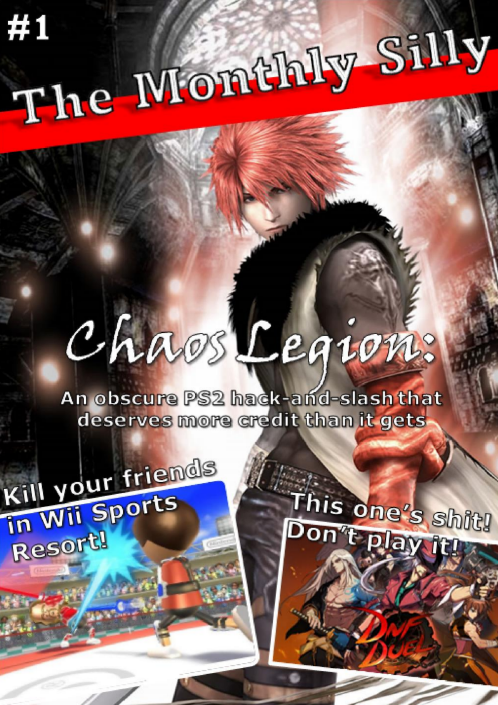 #1
The Monthly Silly
Chaos Legion:
An obscure PS2 hack-and-slash that
deserves more credit than it gets
Kill your friends
in Wii Sports
Resort!
This one's shit!
Don't play it!
DNF
DUEL